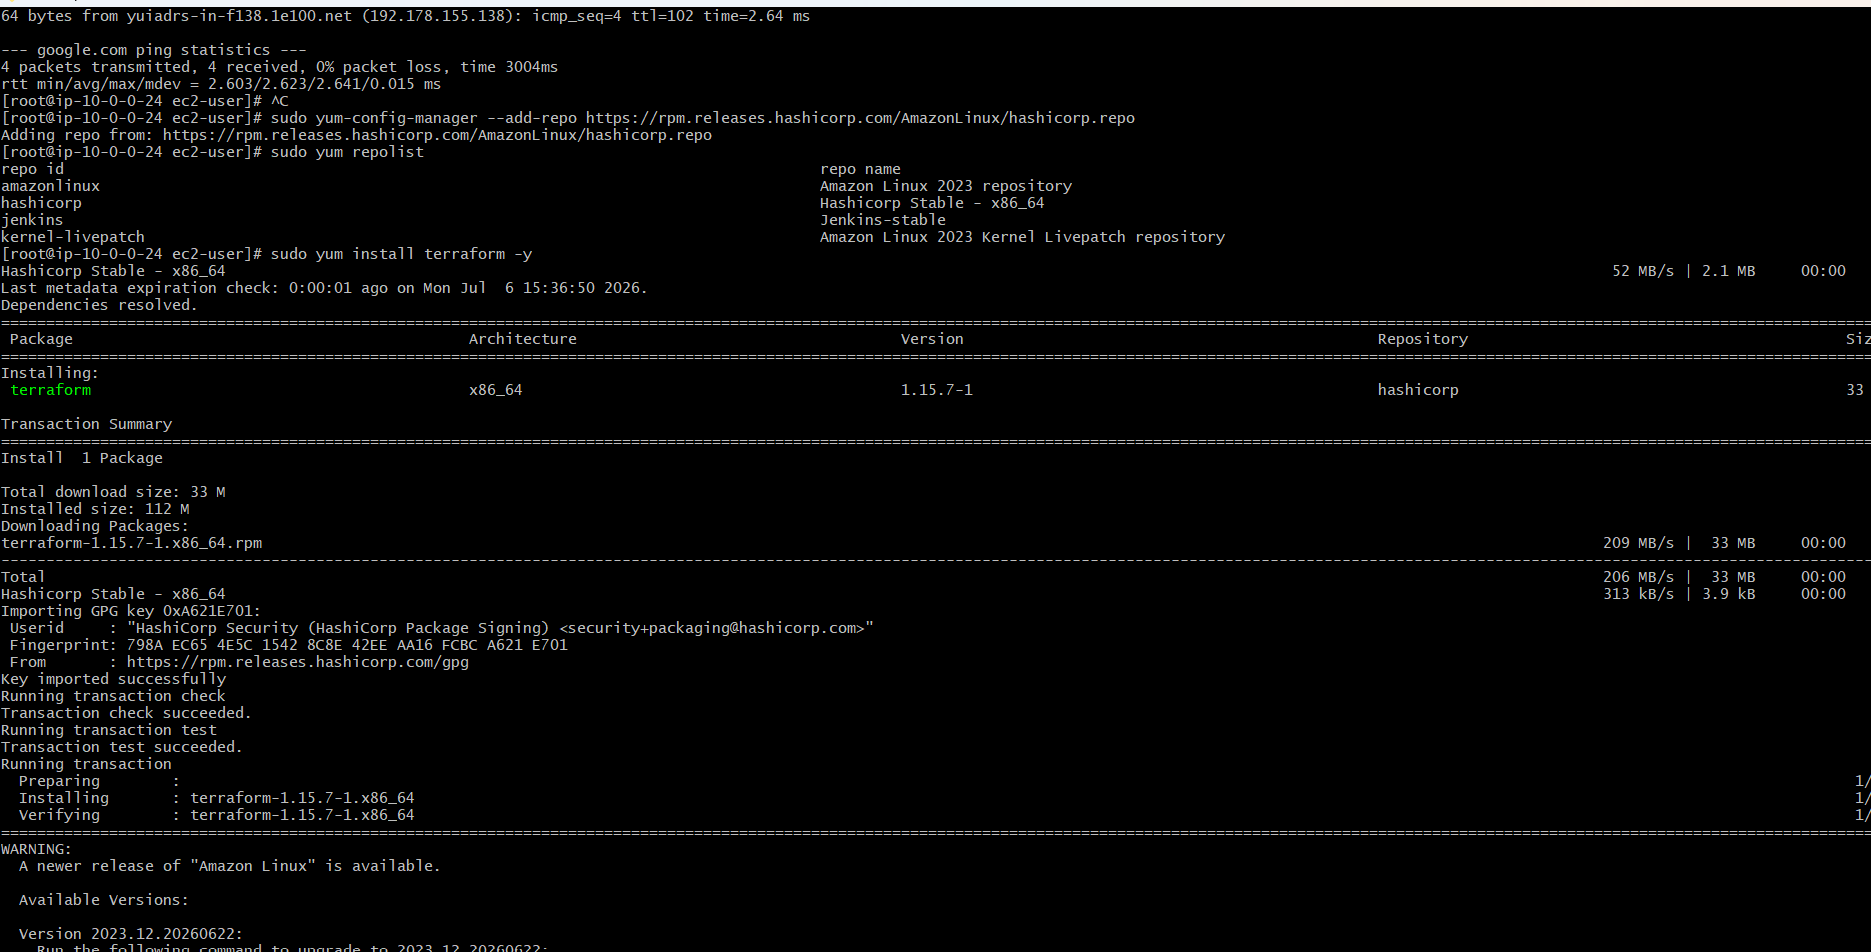 64 bytes from yuiadrs-in-f138.1e100.net (192.178.155.138): icmp_seq=4 ttl=102 time=2.64 ms
--- google.com ping statistics ---
4 packets transmitted, 4 received, 0% packet loss, time 3004ms
rtt min/avg/max/mdev = 2.603/2.623/2.641/0.015 ms
[root@ip-10-0-0-24 ec2-user]# ^C
[root@ip-10-0-0-24 ec2-user]# sudo yum-config-manager --add-repo https://rpm.releases.hashicorp.com/AmazonLinux/hashicorp.repo
Adding repo from: https://rpm.releases.hashicorp.com/AmazonLinux/hashicorp.repo
[root@ip-10-0-0-24 ec2-user]# sudo yum repolist
repo id repo name
amazonlinux Amazon Linux 2023 repository
hashicorp Hashicorp Stable - x86_64
jenkins Jenkins-stable
kernel-livepatch Amazon Linux 2023 Kernel Livepatch repository
[root@ip-10-0-0-24 ec2-user]# sudo yum install terraform -y
Hashicorp Stable - x86_64 52 MB/s | 2.1 MB 00:00
Last metadata expiration check: 0:00:01 ago on Mon Jul  6 15:36:50 2026.
Dependencies resolved.
Package Architecture Version Repository Siz
Installing:
terraform x86_64 1.15.7-1 hashicorp 33
Transaction Summary
Install  1 Package
Total download size: 33 M
Installed size: 112 M
Downloading Packages:
terraform-1.15.7-1.x86_64.rpm 209 MB/s | 33 MB 00:00
Total 206 MB/s | 33 MB 00:00
Hashicorp Stable - x86_64 313 kB/s | 3.9 kB 00:00
Importing GPG key 0xA621E701:
Userid : "HashiCorp Security (HashiCorp Package Signing) <security+packaging@hashicorp.com>"
Fingerprint: 798A EC65 4E5C 1542 8C8E 42EE AA16 FCBC A621 E701
From : https://rpm.releases.hashicorp.com/gpg
Key imported successfully
Running transaction check
Transaction check succeeded.
Running transaction test
Transaction test succeeded.
Running transaction
Preparing : 1/
Installing : terraform-1.15.7-1.x86_64 1/
Verifying : terraform-1.15.7-1.x86_64 1/
WARNING:
A newer release of "Amazon Linux" is available.
Available Versions:
Version 2023.12.20260622:
Run the following command to upgrade to 2023.12.20260622: